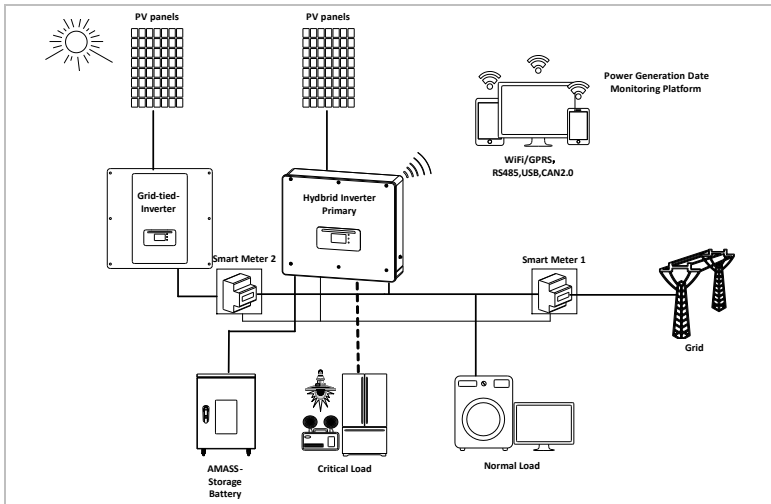 PV panels
PV panels
Power Generation Date
Monitoring Platform
WiFi/GPRS,
RS485,USB,CAN2.0
Grid-tied-
Inverter
Hydbrid Inverter
Primary
Smart Meter 2
Smart Meter 1
Grid
AMASS-
Storage
Battery
Critical Load
Normal Load